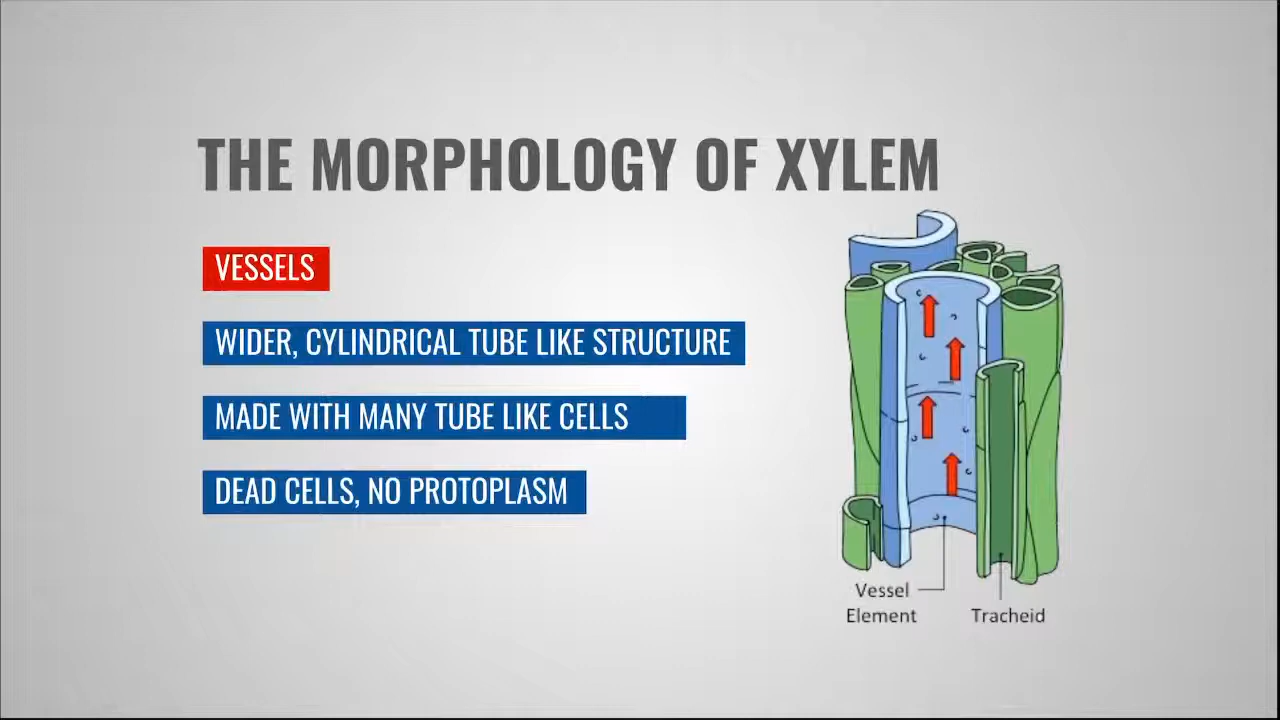 THE MORPHOLOGY OF XYLEM
VESSELS
WIDER, CYLINDRICAL TUBE LIKE STRUCTURE
MADE WITH MANY TUBE LIKE CELLS
DEAD CELLS, NO PROTOPLASM
Vessel
Element
Tracheid